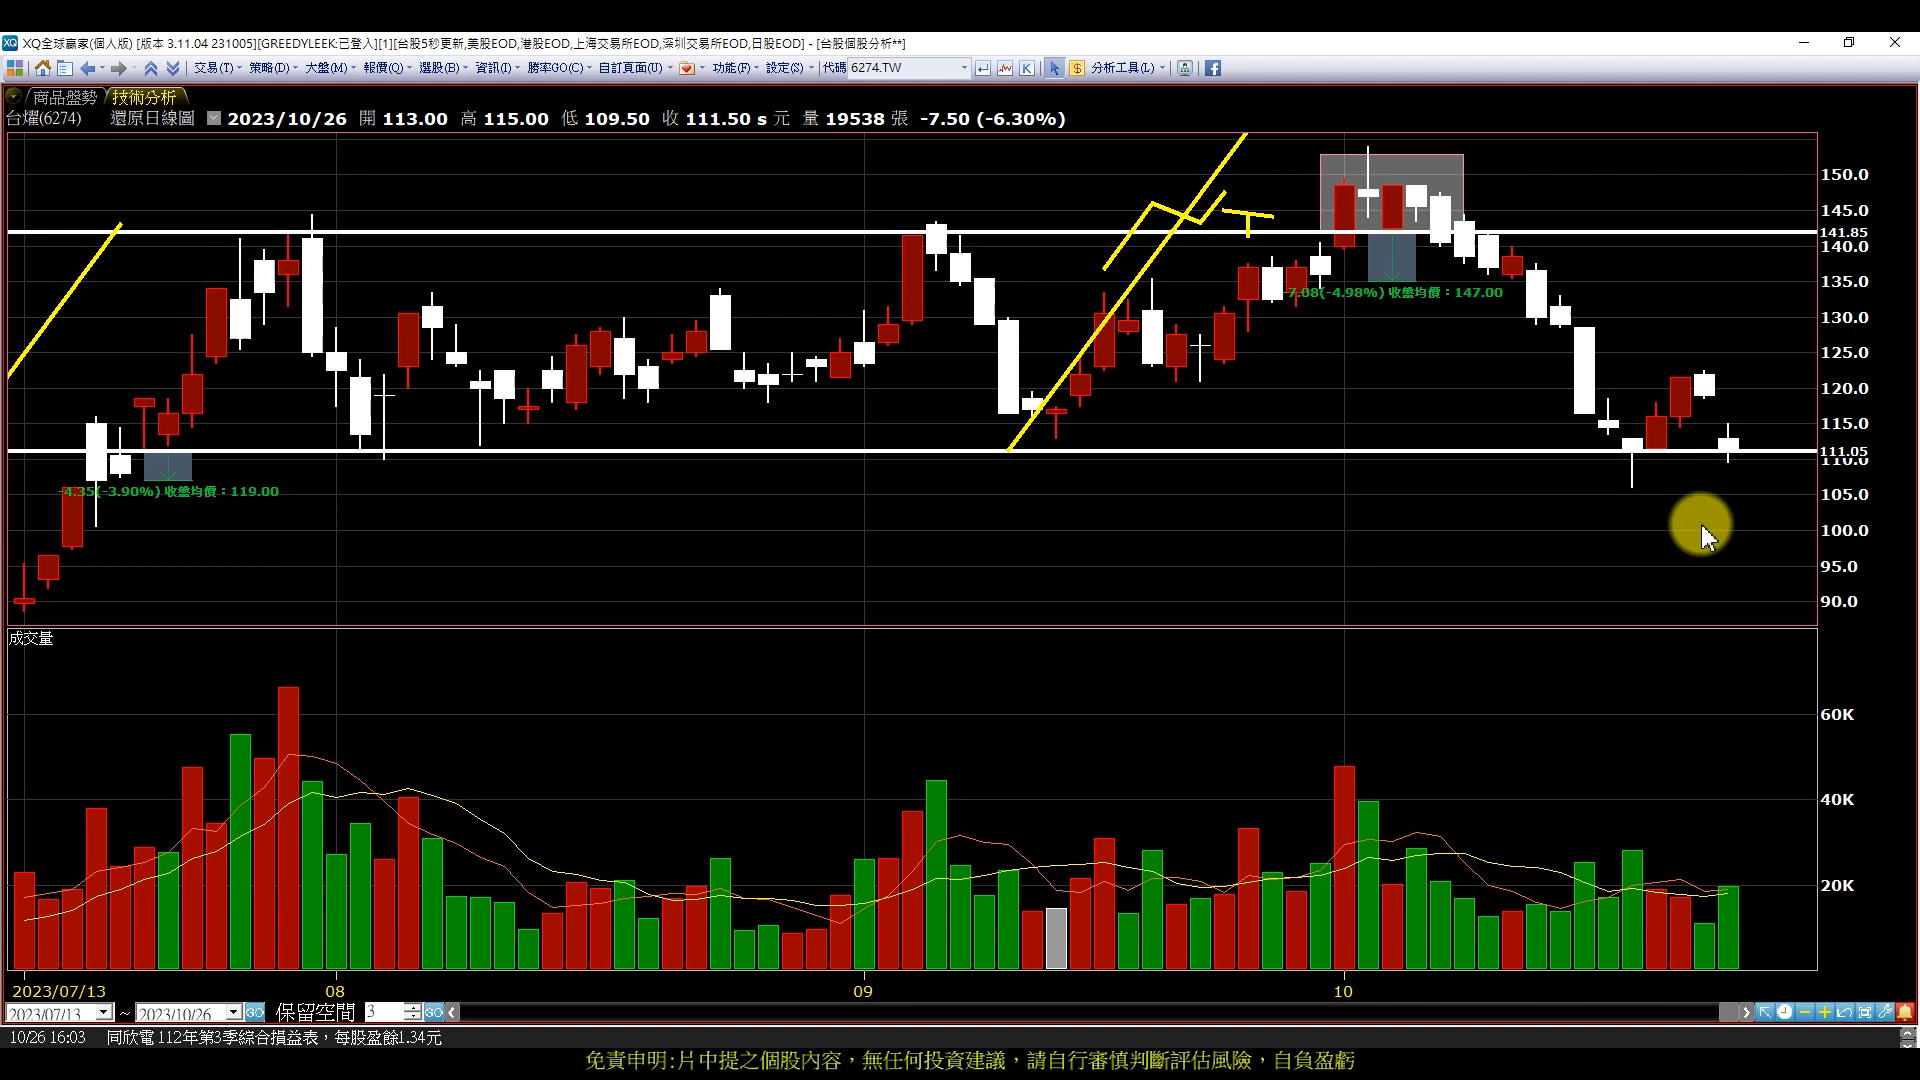 XQ全球贏家(個人版) [版本 3.11.04 231005][GREEDYLEEK:已登入][1][台股5秒更新,美股EOD,港股EOD,上海交易所EOD,深圳交易所EOD,日股EOD] - [台股個股分析**]
交易(T) 策略(D) 大盤(M) 報價(Q) 選股(B) 資訊(I) 勝率GO(C) 自訂頁面(U) 功能(F) 設定(S) 代碼 6274.TW 分析工具(L)
商品盤勢 技術分析
台燿(6274) 還原日線圖 2023/10/26 開 113.00 高 115.00 低 109.50 收 111.50 s 元 量 19538 張 -7.50 (-6.30%)
150.0
145.0
141.85
140.0
135.0
-7.08(-4.98%) 收盤均價：147.00
130.0
125.0
120.0
115.0
111.05
110.0
-4.35(-3.90%) 收盤均價：119.00
105.0
100.0
95.0
90.0
成交量
60K
40K
20K
2023/07/13 08 09 10
2023/07/13 ~ 2023/10/26 GO 保留空間 3 GO
10/26 16:03 同欣電 112年第3季綜合損益表，每股盈餘1.34元
免責申明:片中提之個股內容，無任何投資建議，請自行審慎判斷評估風險，自負盈虧